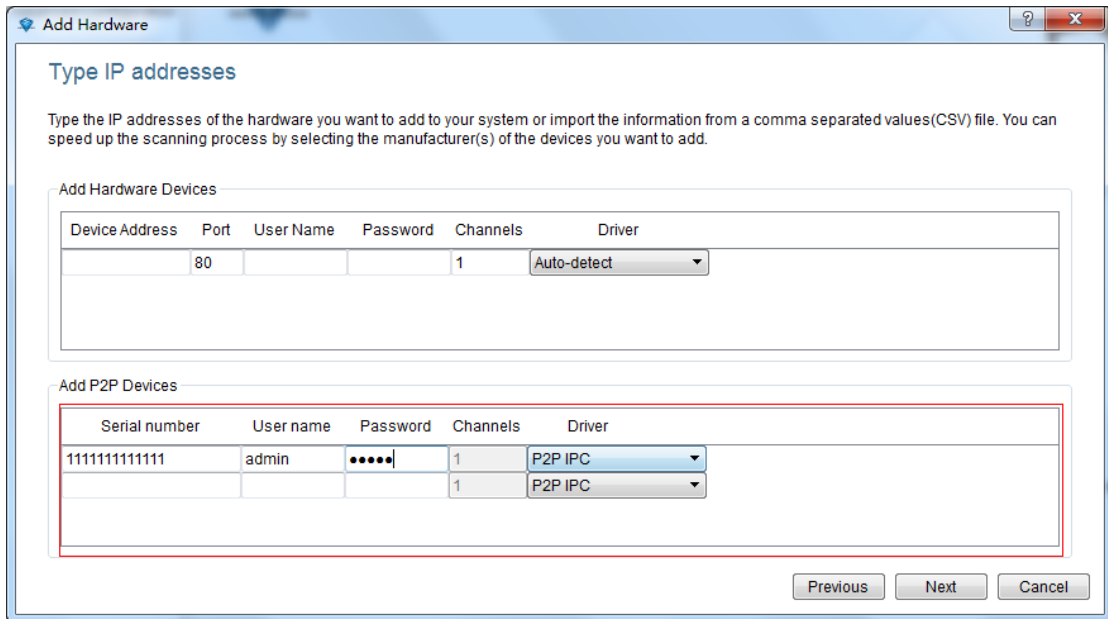 Add Hardware
?
X
Type IP addresses
Type the IP addresses of the hardware you want to add to your system or import the information from a comma separated values(CSV) file. You can
speed up the scanning process by selecting the manufacturer(s) of the devices you want to add.
Add Hardware Devices
Device Address Port User Name Password Channels Driver
80 1 Auto-detect
Add P2P Devices
Serial number User name Password Channels Driver
1111111111111 admin ●●●●● 1 P2P IPC
1 P2P IPC
Previous Next Cancel